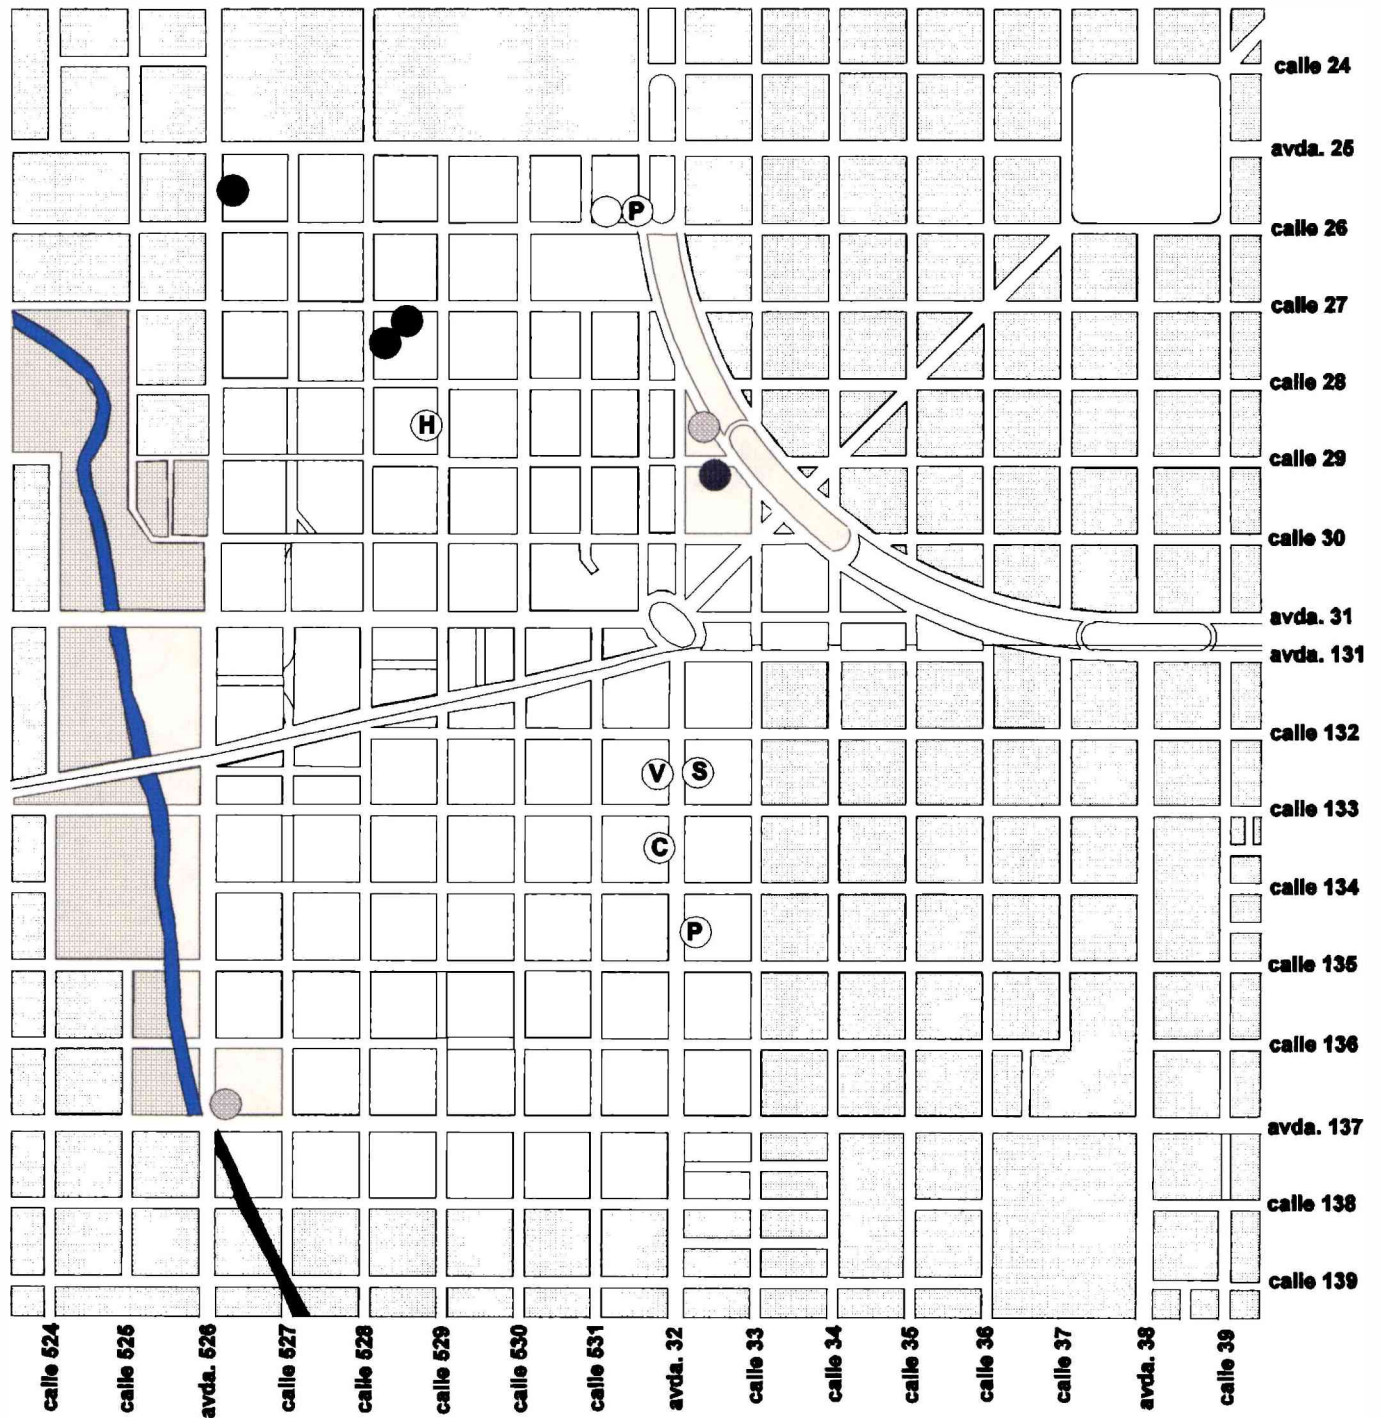 calle 24
avda. 25
P
calle 26
calle 27
calle 28
H
calle 29
calle 30
avda. 31
avda. 131
calle 132
V
S
calle 133
C
calle 134
P
calle 135
calle 136
avda. 137
calle 138
calle 139
calle 524
calle 525
avda. 526
calle 527
calle 528
calle 529
calle 530
calle 531
avda. 32
calle 33
calle 34
calle 35
calle 36
calle 37
avda. 38
calle 39